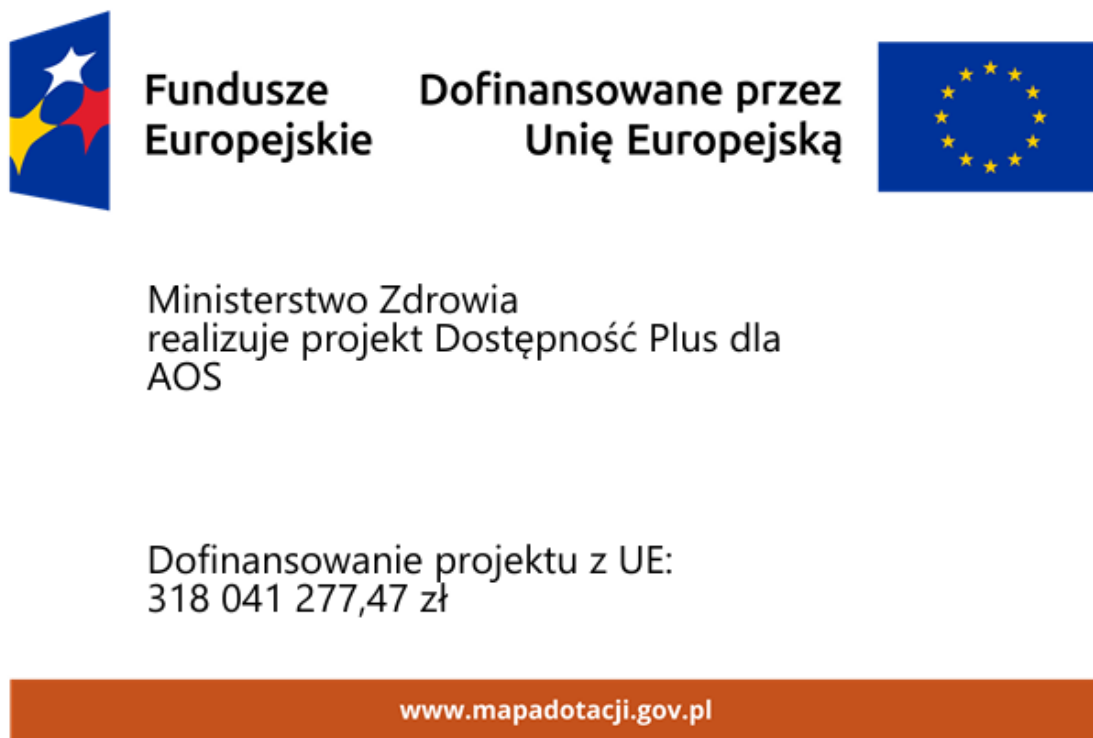 Fundusze
Europejskie
Dofinansowane przez
Unię Europejską
Ministerstwo Zdrowia
realizuje projekt Dostępność Plus dla
AOS
Dofinansowanie projektu z UE:
318 041 277,47 zł
www.mapadotacji.gov.pl